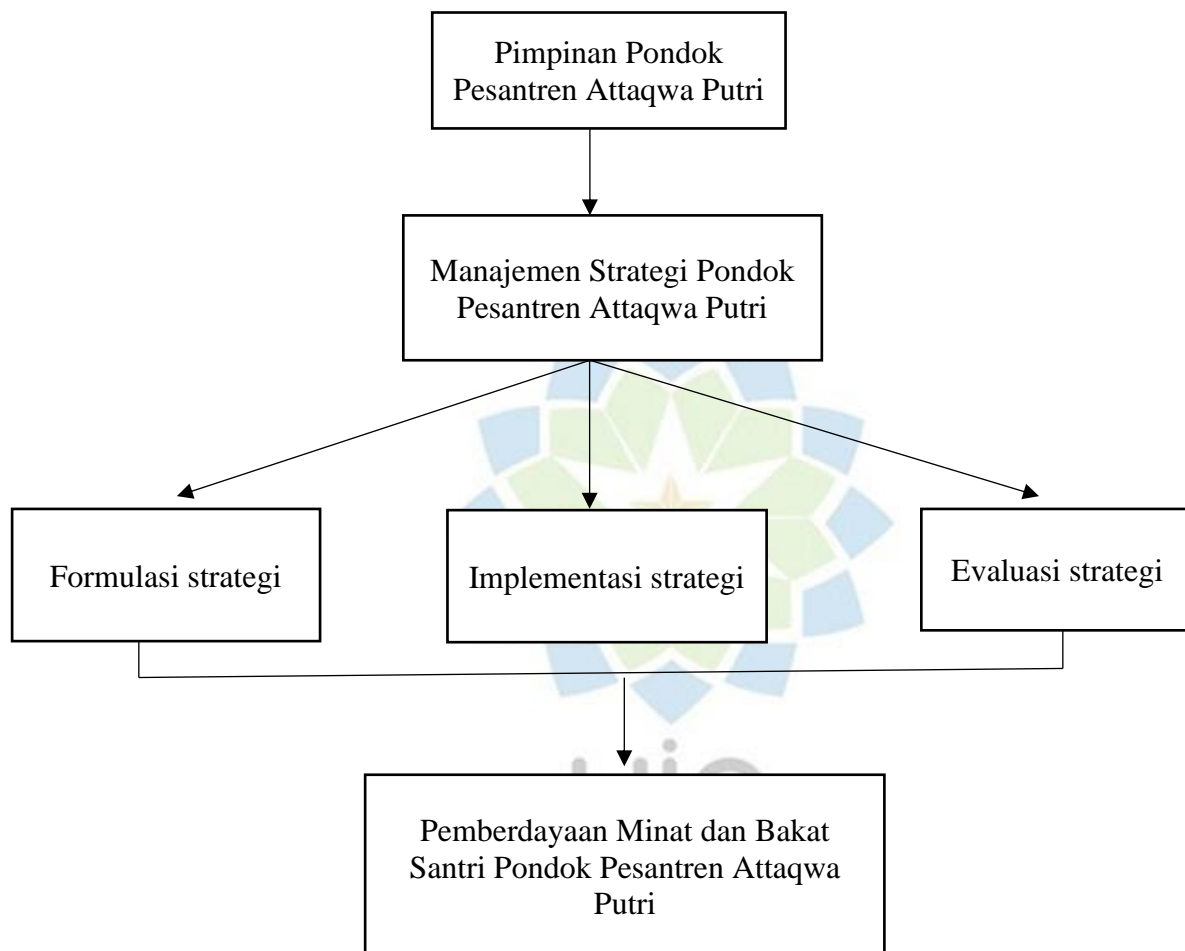 Pimpinan Pondok
Pesantren Attaqwa Putri
Manajemen Strategi Pondok
Pesantren Attaqwa Putri
Formulasi strategi
Implementasi strategi
Evaluasi strategi
Pemberdayaan Minat dan Bakat
Santri Pondok Pesantren Attaqwa
Putri